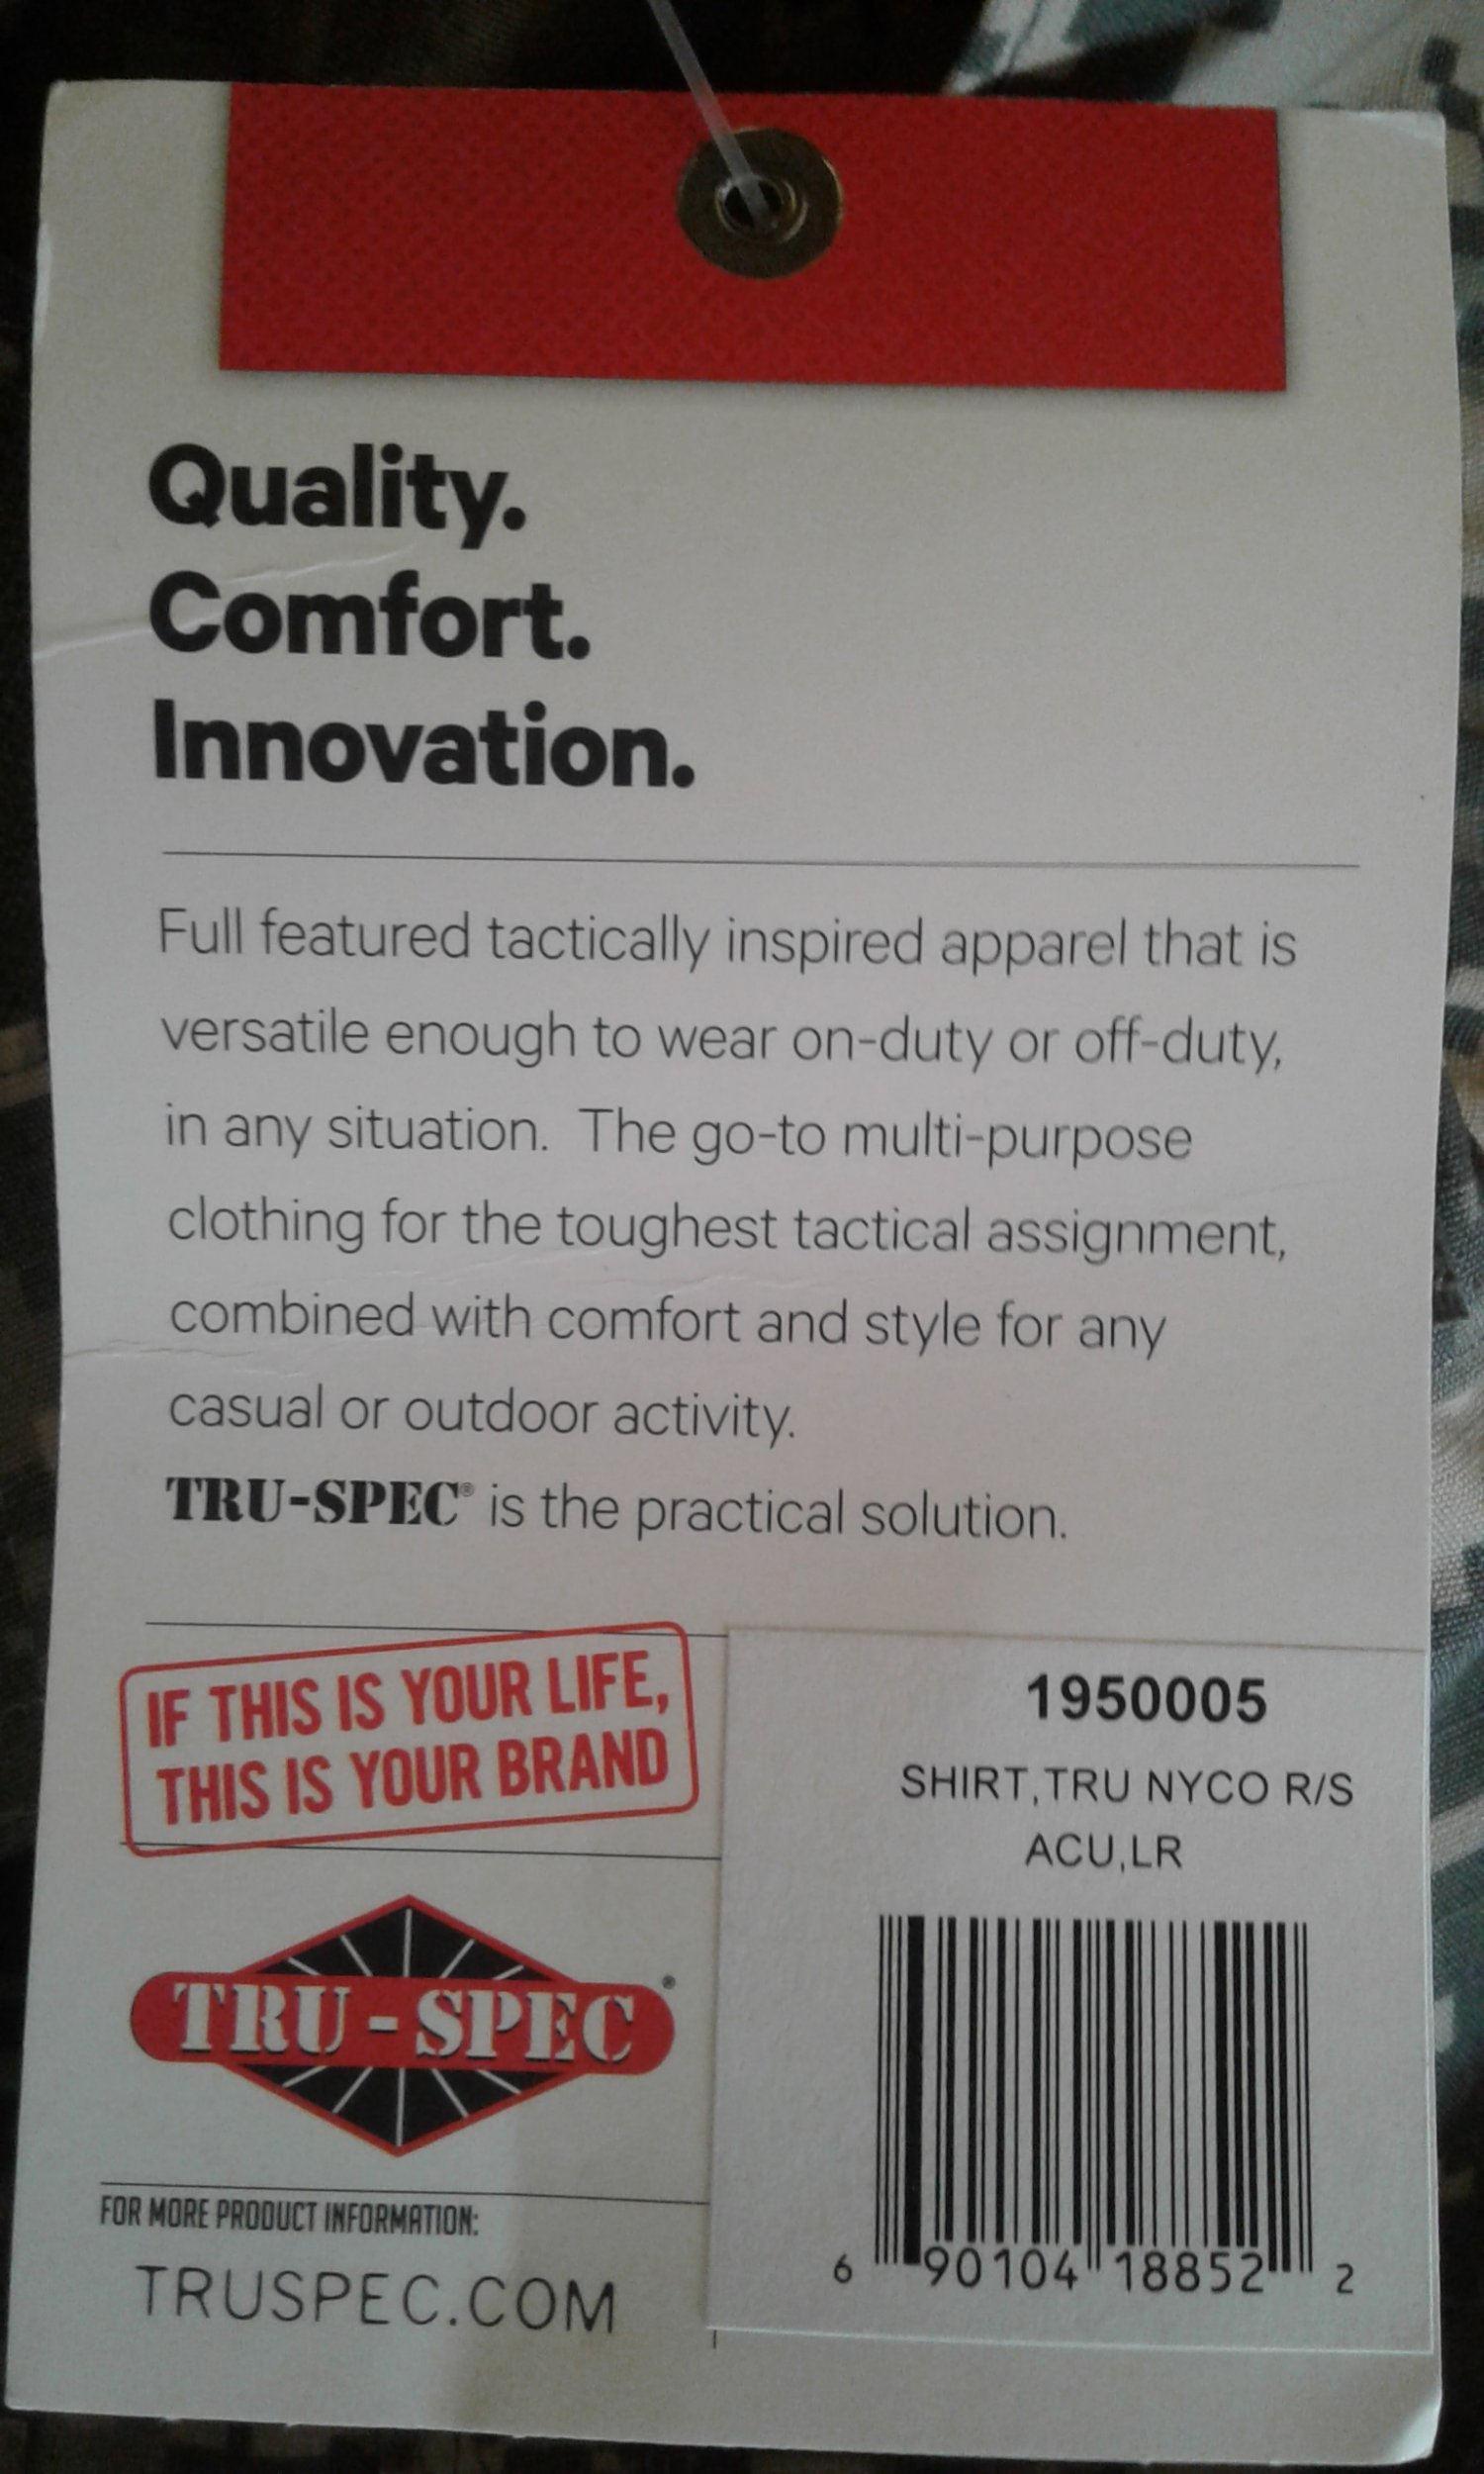 Quality.
Comfort.
Innovation.
Full featured tactically inspired apparel that is
versatile enough to wear on-duty or off-duty,
in any situation.  The go-to multi-purpose
clothing for the toughest tactical assignment,
combined with comfort and style for any
casual or outdoor activity.
TRU-SPEC® is the practical solution.
IF THIS IS YOUR LIFE,
THIS IS YOUR BRAND
TRU-SPEC®
FOR MORE PRODUCT INFORMATION:
TRUSPEC.COM
1950005
SHIRT,TRU NYCO R/S
ACU,LR
6 90104 18852 2